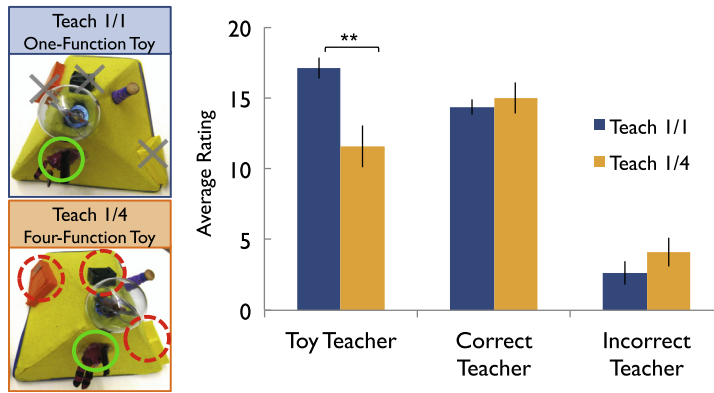 Teach 1/1
One-Function Toy
Teach 1/4
Four-Function Toy
Average Rating
20
15
10
5
0
**
Teach 1/1
Teach 1/4
Toy Teacher
Correct
Teacher
Incorrect
Teacher